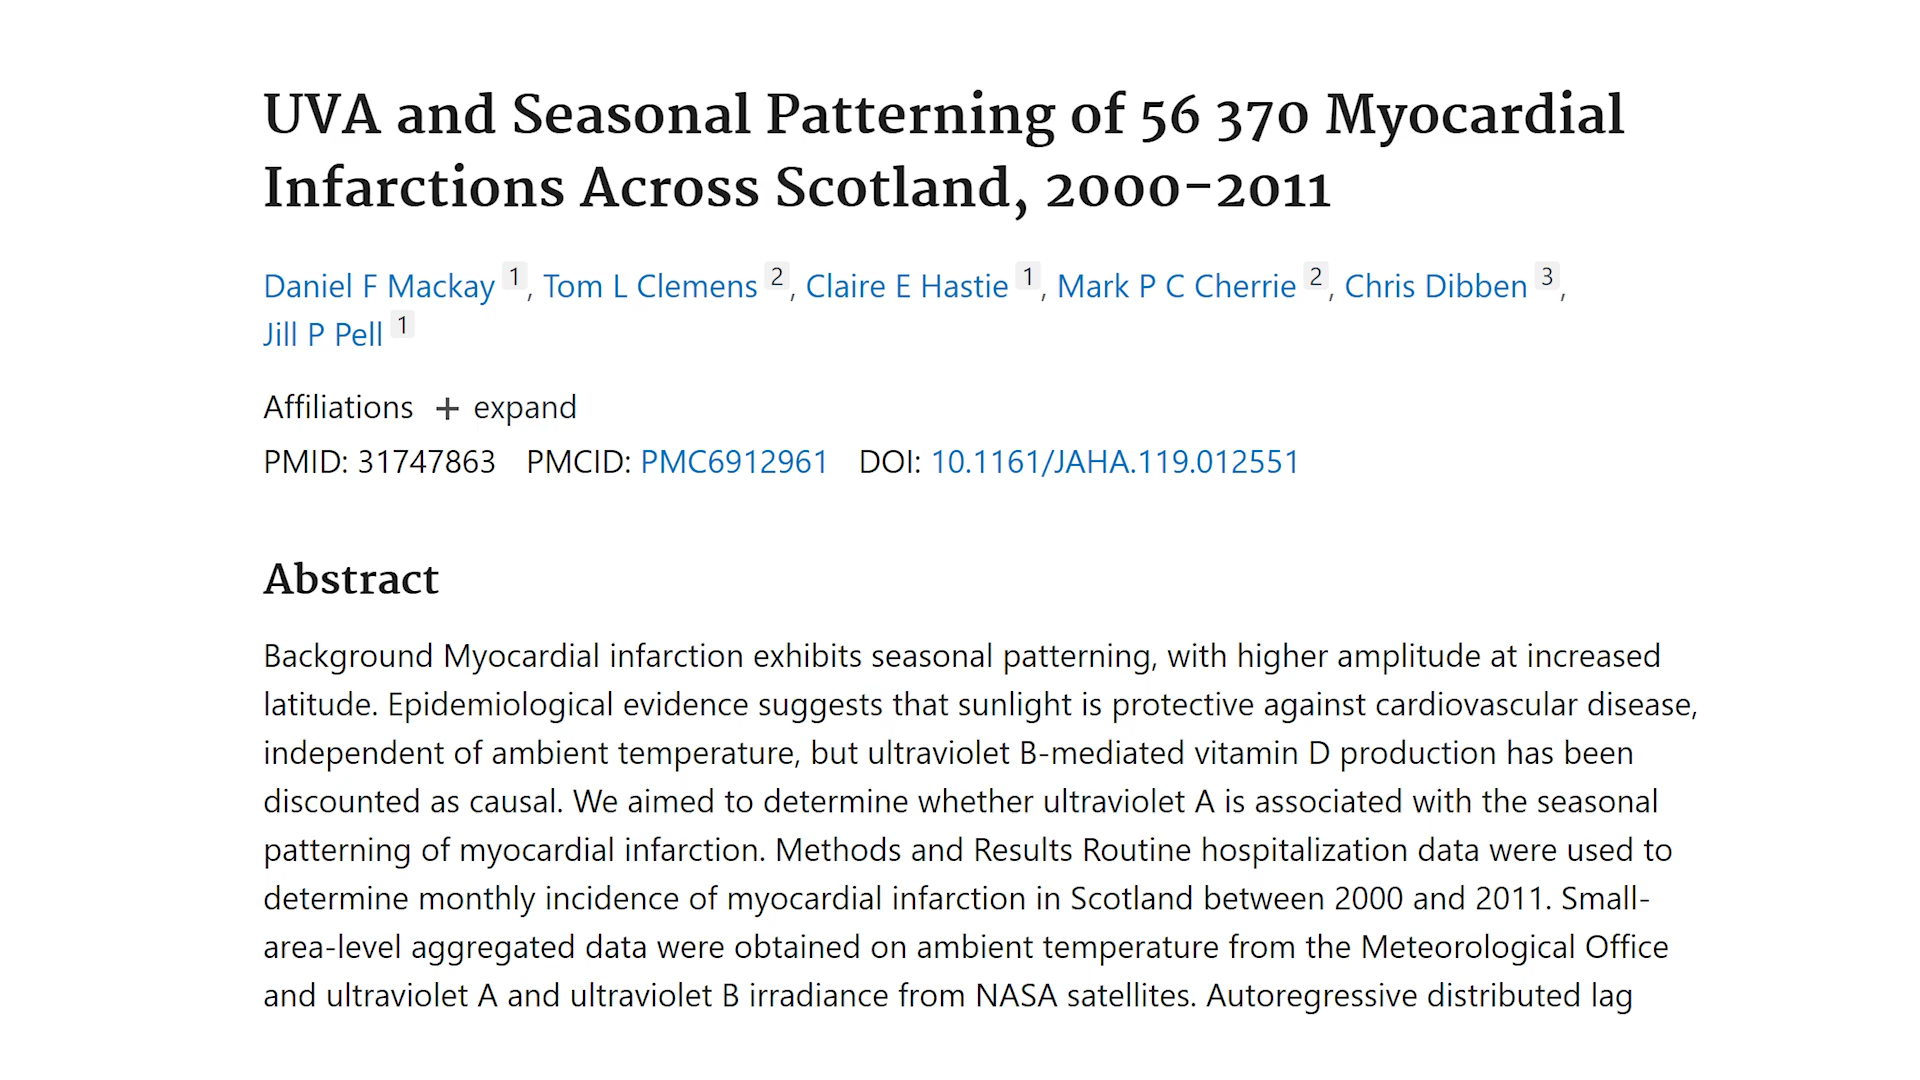 UVA and Seasonal Patterning of 56 370 Myocardial
Infarctions Across Scotland, 2000-2011
Daniel F Mackay 1, Tom L Clemens 2, Claire E Hastie 1, Mark P C Cherrie 2, Chris Dibben 3,
Jill P Pell 1
Affiliations + expand
PMID: 31747863 PMCID: PMC6912961 DOI: 10.1161/JAHA.119.012551
Abstract
Background Myocardial infarction exhibits seasonal patterning, with higher amplitude at increased
latitude. Epidemiological evidence suggests that sunlight is protective against cardiovascular disease,
independent of ambient temperature, but ultraviolet B-mediated vitamin D production has been
discounted as causal. We aimed to determine whether ultraviolet A is associated with the seasonal
patterning of myocardial infarction. Methods and Results Routine hospitalization data were used to
determine monthly incidence of myocardial infarction in Scotland between 2000 and 2011. Small-
area-level aggregated data were obtained on ambient temperature from the Meteorological Office
and ultraviolet A and ultraviolet B irradiance from NASA satellites. Autoregressive distributed lag